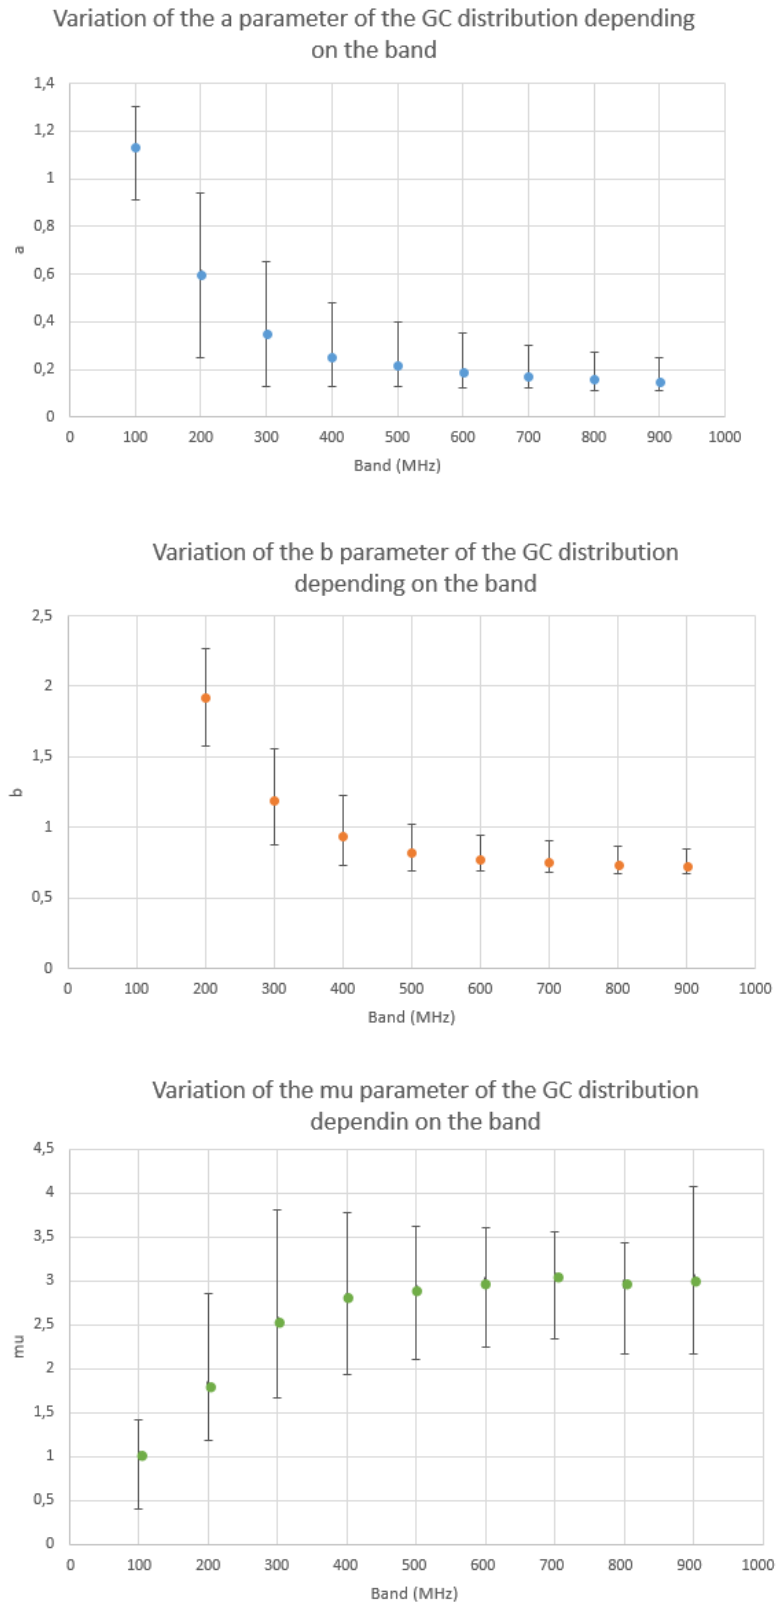 Variation of the a parameter of the GC distribution depending
on the band
1,4
1,2
1
0,8
0,6
0,4
0,2
0
a
0 100 200 300 400 500 600 700 800 900 1000
Band (MHz)
Variation of the b parameter of the GC distribution
depending on the band
2,5
2
1,5
1
0,5
0
b
0 100 200 300 400 500 600 700 800 900 1000
Band (MHz)
Variation of the mu parameter of the GC distribution
dependin on the band
4,5
4
3,5
3
2,5
2
1,5
1
0,5
0
mu
0 100 200 300 400 500 600 700 800 900 1000
Band (MHz)